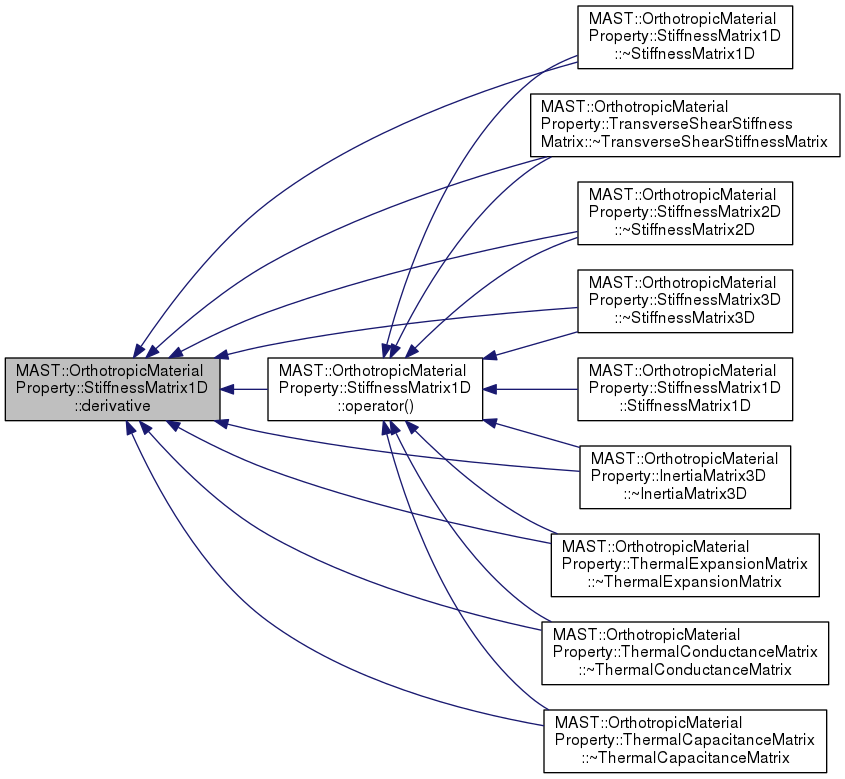 MAST::OrthotropicMaterial
Property::StiffnessMatrix1D
::~StiffnessMatrix1D
MAST::OrthotropicMaterial
Property::TransverseShearStiffness
Matrix::~TransverseShearStiffnessMatrix
MAST::OrthotropicMaterial
Property::StiffnessMatrix2D
::~StiffnessMatrix2D
MAST::OrthotropicMaterial
Property::StiffnessMatrix3D
::~StiffnessMatrix3D
MAST::OrthotropicMaterial
Property::StiffnessMatrix1D
::derivative
MAST::OrthotropicMaterial
Property::StiffnessMatrix1D
::operator()
MAST::OrthotropicMaterial
Property::StiffnessMatrix1D
::StiffnessMatrix1D
MAST::OrthotropicMaterial
Property::InertiaMatrix3D
::~InertiaMatrix3D
MAST::OrthotropicMaterial
Property::ThermalExpansionMatrix
::~ThermalExpansionMatrix
MAST::OrthotropicMaterial
Property::ThermalConductanceMatrix
::~ThermalConductanceMatrix
MAST::OrthotropicMaterial
Property::ThermalCapacitanceMatrix
::~ThermalCapacitanceMatrix